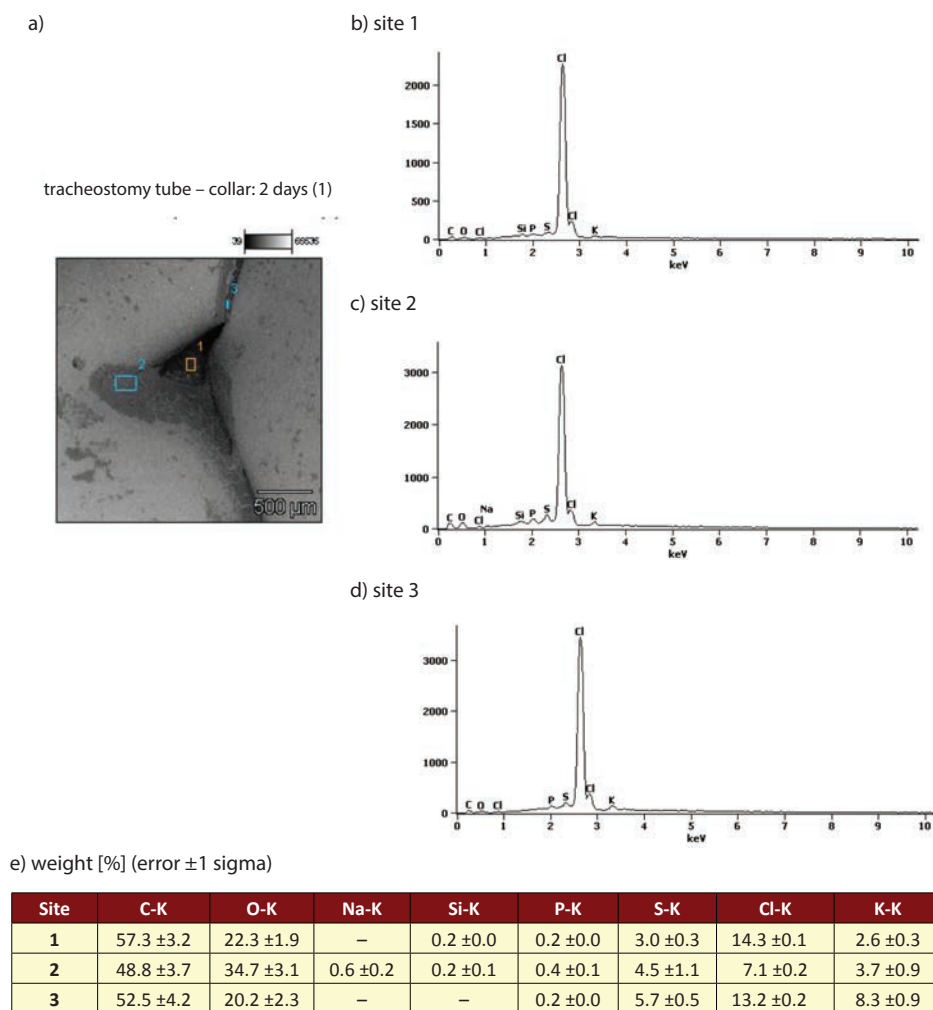 a)
tracheostomy tube – collar: 2 days (1)
39 66636
1
2
3
500 µm
b) site 1
2000
1500
1000
500
0
C O Cl Si P S Cl Cl K
0 1 2 3 4 5 6 7 8 9 10
keV
c) site 2
3000
2000
1000
0
C O Cl Na Si P S Cl Cl K
0 1 2 3 4 5 6 7 8 9 10
keV
d) site 3
3000
2000
1000
0
C O Cl P S Cl Cl K
0 1 2 3 4 5 6 7 8 9 10
keV
e) weight [%] (error ±1 sigma)
Site C-K O-K Na-K Si-K P-K S-K Cl-K K-K
1 57.3 ±3.2 22.3 ±1.9 – 0.2 ±0.0 0.2 ±0.0 3.0 ±0.3 14.3 ±0.1 2.6 ±0.3
2 48.8 ±3.7 34.7 ±3.1 0.6 ±0.2 0.2 ±0.1 0.4 ±0.1 4.5 ±1.1 7.1 ±0.2 3.7 ±0.9
3 52.5 ±4.2 20.2 ±2.3 – – 0.2 ±0.0 5.7 ±0.5 13.2 ±0.2 8.3 ±0.9